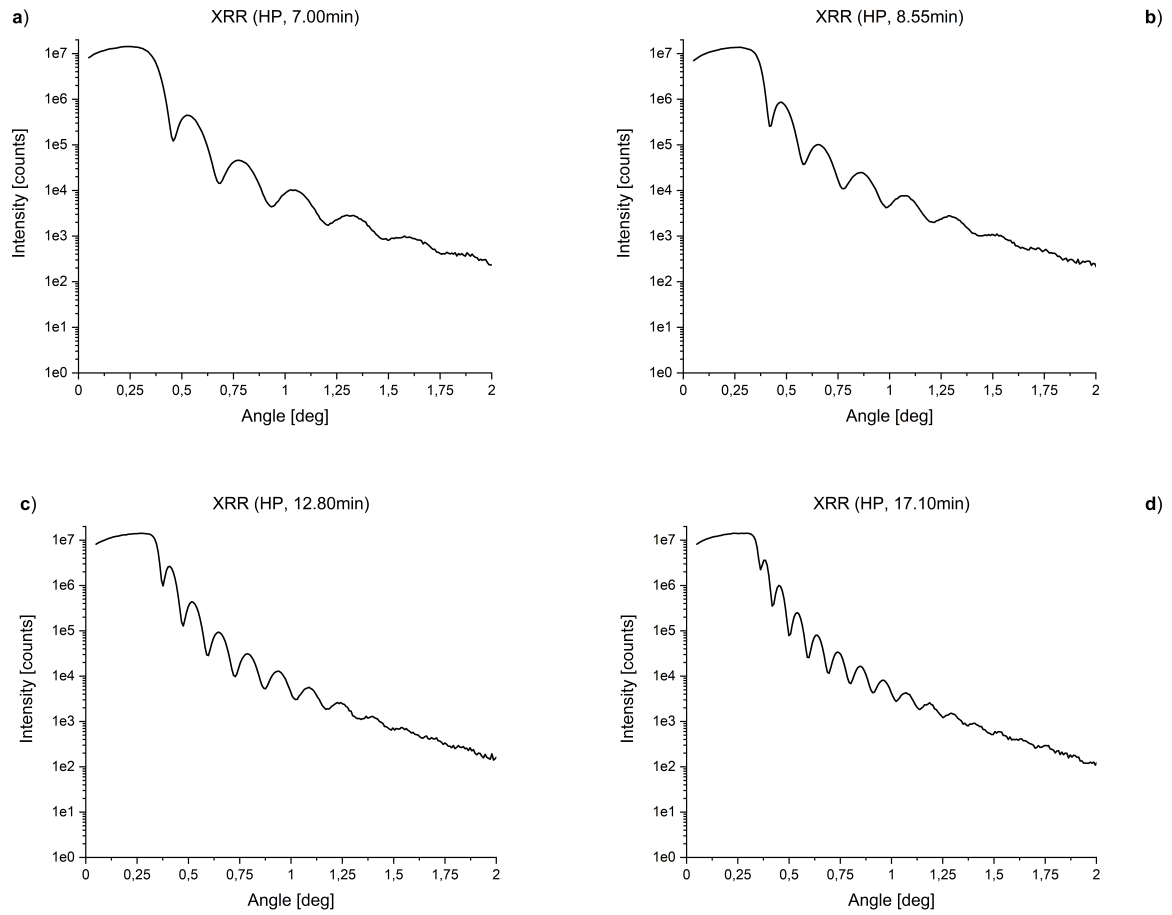 a)
XRR (HP, 7.00min)
1e7
1e6
1e5
1e4
1e3
1e2
1e1
1e0
Intensity [counts]
0 0,25 0,5 0,75 1 1,25 1,5 1,75 2
Angle [deg]
XRR (HP, 8.55min)
b)
1e7
1e6
1e5
1e4
1e3
1e2
1e1
1e0
Intensity [counts]
0 0,25 0,5 0,75 1 1,25 1,5 1,75 2
Angle [deg]
c)
XRR (HP, 12.80min)
1e7
1e6
1e5
1e4
1e3
1e2
1e1
1e0
Intensity [counts]
0 0,25 0,5 0,75 1 1,25 1,5 1,75 2
Angle [deg]
XRR (HP, 17.10min)
d)
1e7
1e6
1e5
1e4
1e3
1e2
1e1
1e0
Intensity [counts]
0 0,25 0,5 0,75 1 1,25 1,5 1,75 2
Angle [deg]